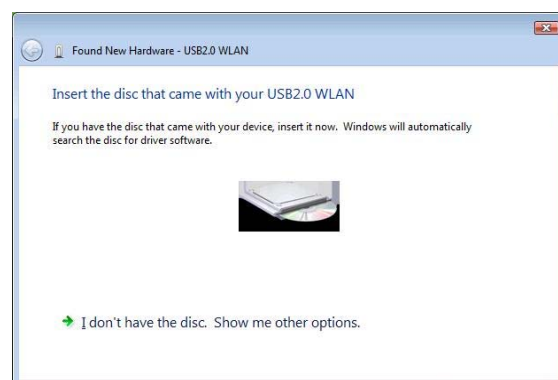 Found New Hardware - USB2.0 WLAN
Insert the disc that came with your USB2.0 WLAN
If you have the disc that came with your device, insert it now. Windows will automatically
search the disc for driver software.
I don't have the disc. Show me other options.